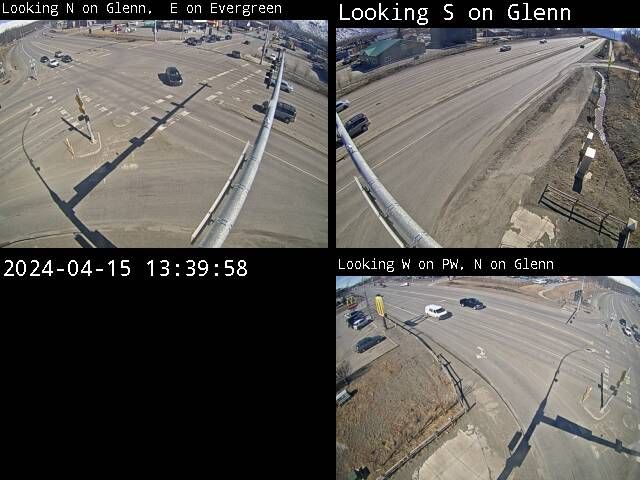 Looking N on Glenn,  E on Evergreen
Looking S on Glenn
2024-04-15 13:39:58
Looking W on PW, N on Glenn